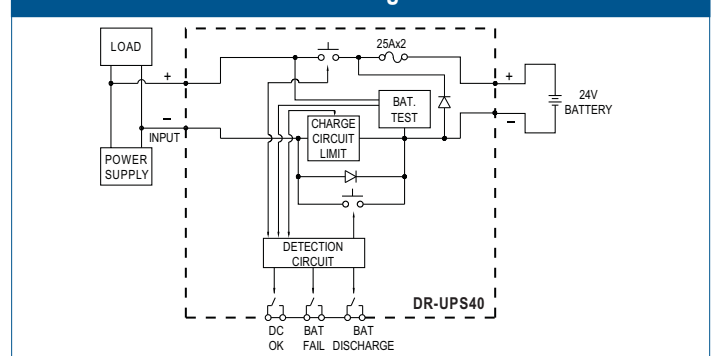 LOAD
25Ax2
+
+
BAT.
TEST
24V
BATTERY
CHARGE
CIRCUIT
LIMIT
–
–
INPUT
POWER
SUPPLY
DETECTION
CIRCUIT
DR-UPS40
DC
OK
BAT
FAIL
BAT
DISCHARGE